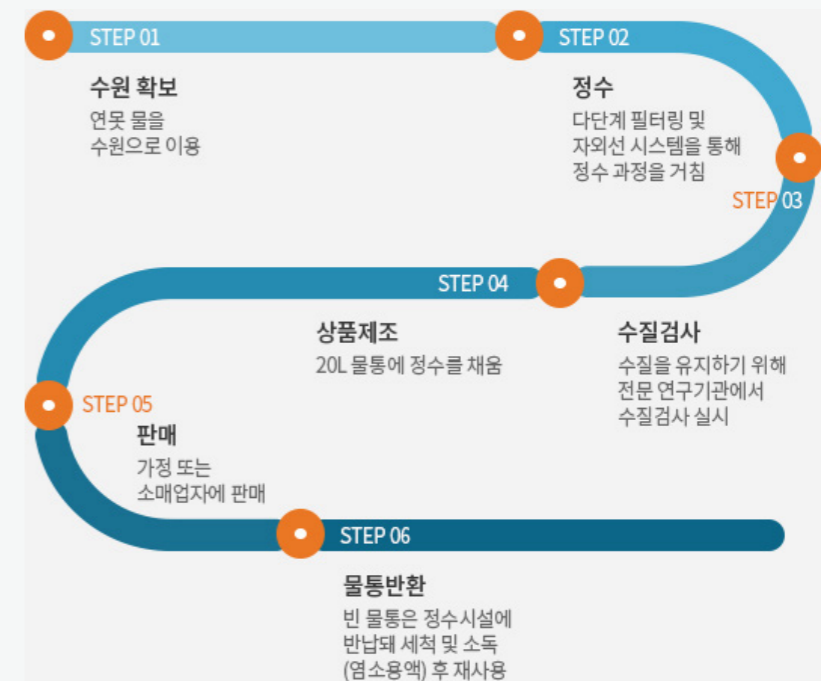 STEP 01
수원 확보
연못 물을
수원으로 이용
STEP 02
정수
다단계 필터링 및
자외선 시스템을 통해
정수 과정을 거침
STEP 03
수질검사
수질을 유지하기 위해
전문 연구기관에서
수질검사 실시
STEP 04
상품제조
20L 물통에 정수를 채움
STEP 05
판매
가정 또는
소매업자에 판매
STEP 06
물통반환
빈 물통은 정수시설에
반납돼 세척 및 소독
(염소용액) 후 재사용